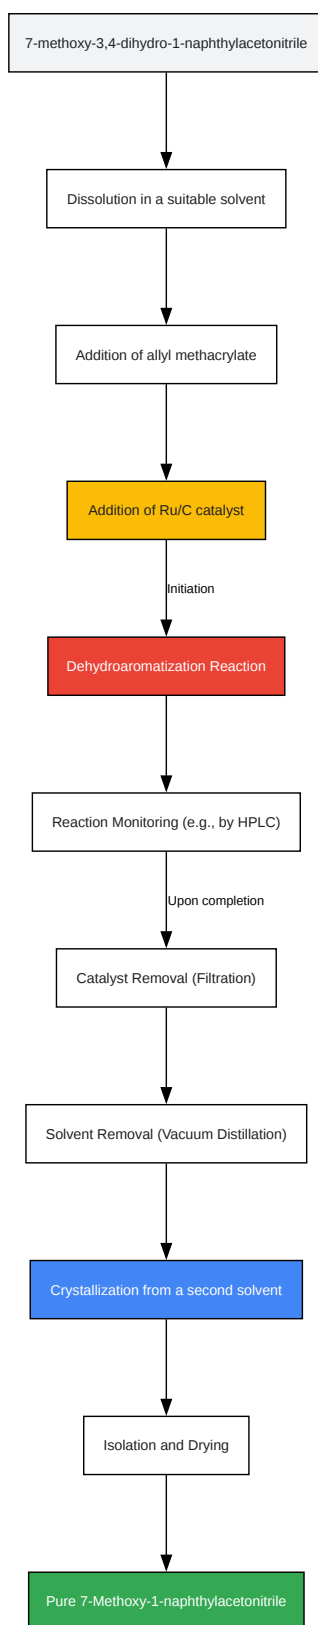 7-methoxy-3,4-dihydro-1-naphthylacetonitrile
Dissolution in a suitable solvent
Addition of allyl methacrylate
Addition of Ru/C catalyst
Initiation
Dehydroaromatization Reaction
Reaction Monitoring (e.g., by HPLC)
Upon completion
Catalyst Removal (Filtration)
Solvent Removal (Vacuum Distillation)
Crystallization from a second solvent
Isolation and Drying
Pure 7-Methoxy-1-naphthylacetonitrile